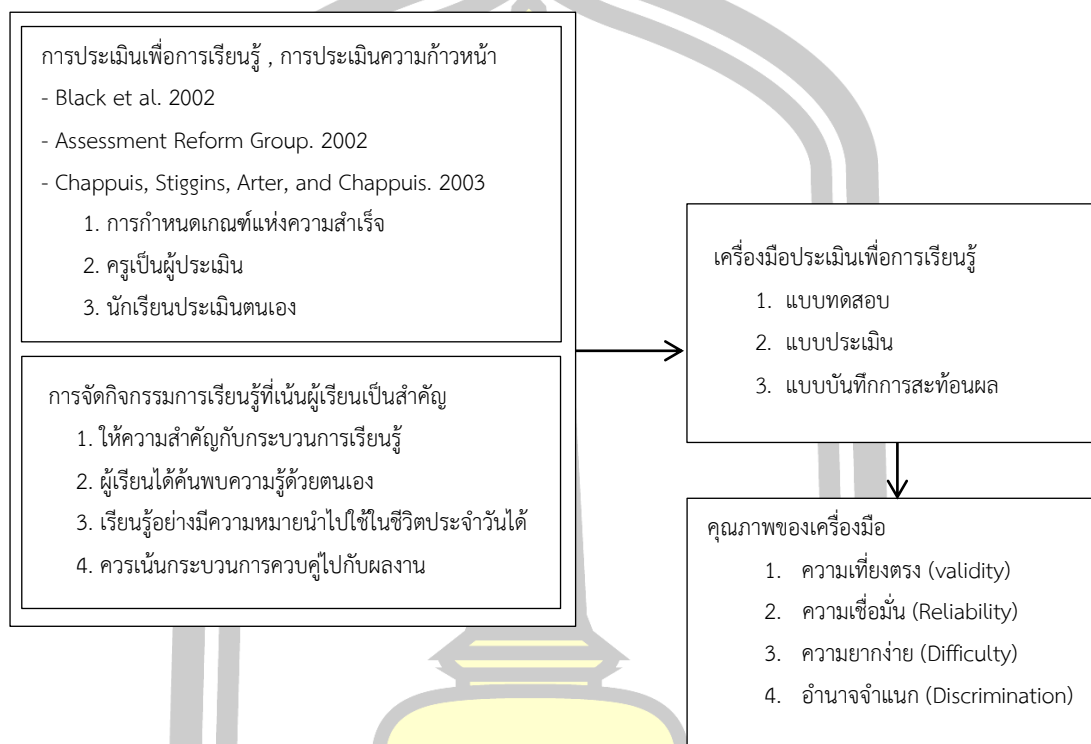 การประเมินเพื่อการเรียนรู้ , การประเมินความก้าวหน้า
- Black et al. 2002
- Assessment Reform Group. 2002
- Chappuis, Stiggins, Arter, and Chappuis. 2003
1. การกำหนดเกณฑ์แห่งความสำเร็จ
2. ครูเป็นผู้ประเมิน
3. นักเรียนประเมินตนเอง
การจัดกิจกรรมการเรียนรู้ที่เน้นผู้เรียนเป็นสำคัญ
1. ให้ความสำคัญกับกระบวนการเรียนรู้
2. ผู้เรียนได้ค้นพบความรู้ด้วยตนเอง
3. เรียนรู้อย่างมีความหมายนำไปใช้ในชีวิตประจำวันได้
4. ควรเน้นกระบวนการควบคู่ไปกับผลงาน
เครื่องมือประเมินเพื่อการเรียนรู้
1. แบบทดสอบ
2. แบบประเมิน
3. แบบบันทึกการสะท้อนผล
คุณภาพของเครื่องมือ
1. ความเที่ยงตรง (validity)
2. ความเชื่อมั่น (Reliability)
3. ความยากง่าย (Difficulty)
4. อำนาจจำแนก (Discrimination)